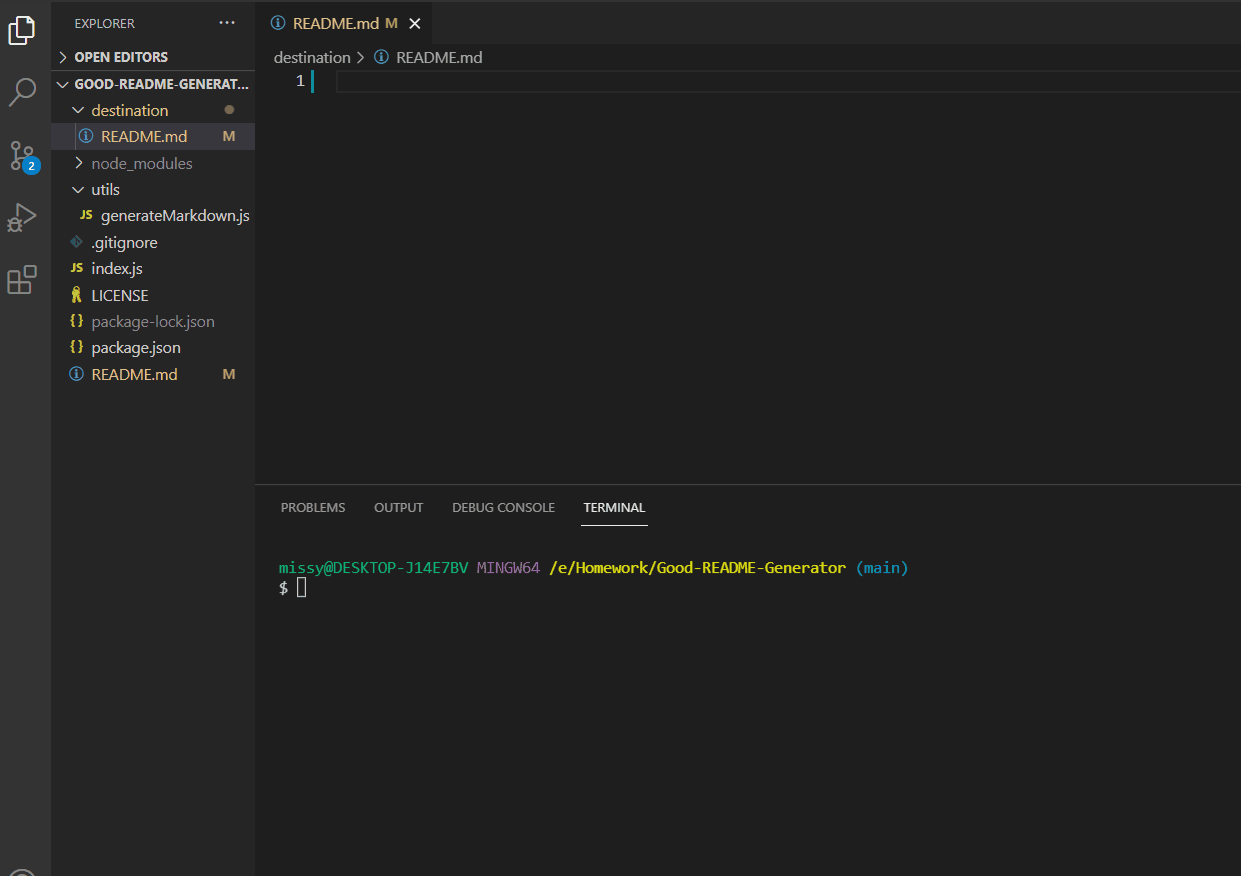 EXPLORER ...
OPEN EDITORS
GOOD-README-GENERAT...
destination
README.md M
node_modules
utils
JS generateMarkdown.js
.gitignore
JS index.js
LICENSE
{} package-lock.json
{} package.json
README.md M
2
README.md M
destination > README.md
1
PROBLEMS OUTPUT DEBUG CONSOLE TERMINAL
missy@DESKTOP-J14E7BV MINGW64 /e/Homework/Good-README-Generator (main)
$